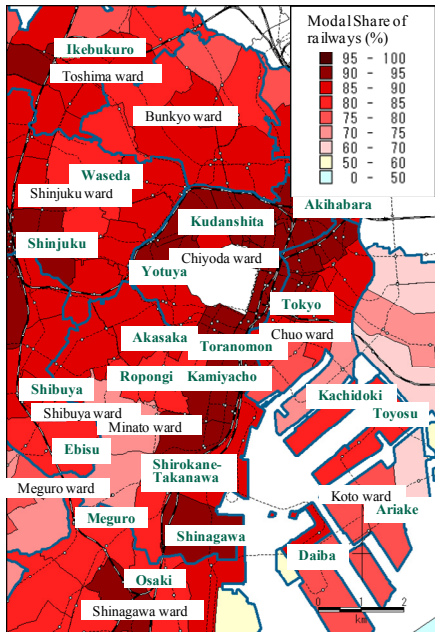 Modal Share of
railways (%)
95 - 100
90 - 95
85 - 90
80 - 85
75 - 80
70 - 75
60 - 70
50 - 60
0 - 50
Ikebukuro
Toshima ward
Bunkyo ward
Waseda
Shinjuku ward
Kudanshita
Akihabara
Shinjuku
Chiyoda ward
Yotuya
Tokyo
Akasaka
Toranomon
Chuo ward
Ropongi
Kamiyacho
Shibuya
Kachidoki
Toyosu
Shibuya ward
Minato ward
Ebisu
Shirokane-
Takanawa
Meguro ward
Koto ward
Ariake
Meguro
Shinagawa
Daiba
Osaki
Shinagawa ward
0 1 2
km